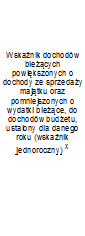 Wskaźnik dochodów
bieżących
powiększonych o
dochody ze sprzedaży
majątku oraz
pomniejszonych o
wydatki bieżące, do
dochodów budżetu,
ustalony dla danego
roku (wskaźnik
jednoroczny) x